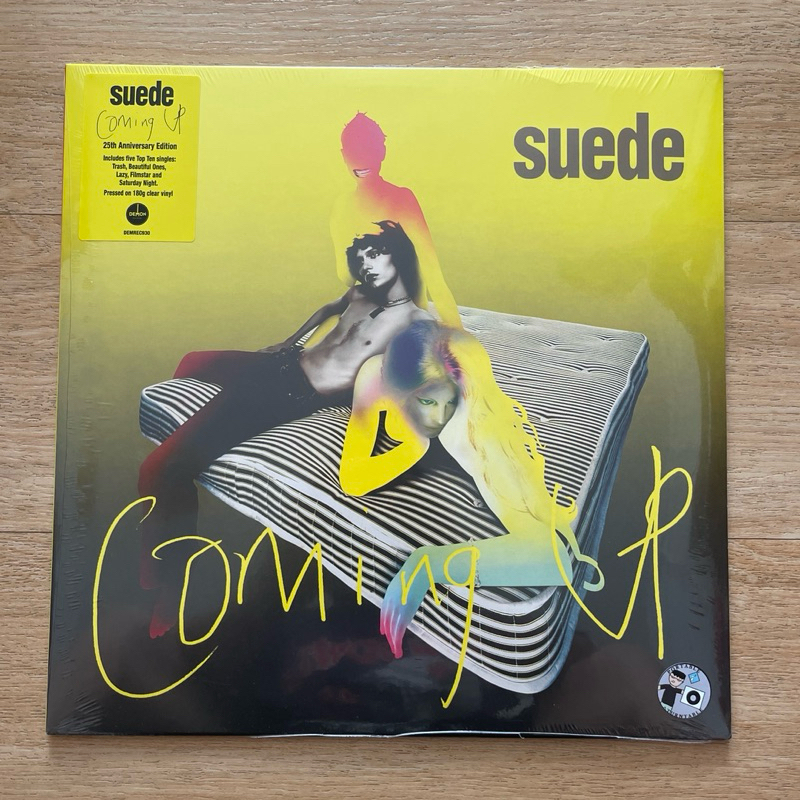 suede
Coming Up
25th Anniversary Edition
Includes five Top Ten singles:
Trash, Beautiful Ones,
Lazy, Filmstar and
Saturday Night.
Pressed on 180g clear vinyl
DEMON
DEMREC930
suede
Coming Up